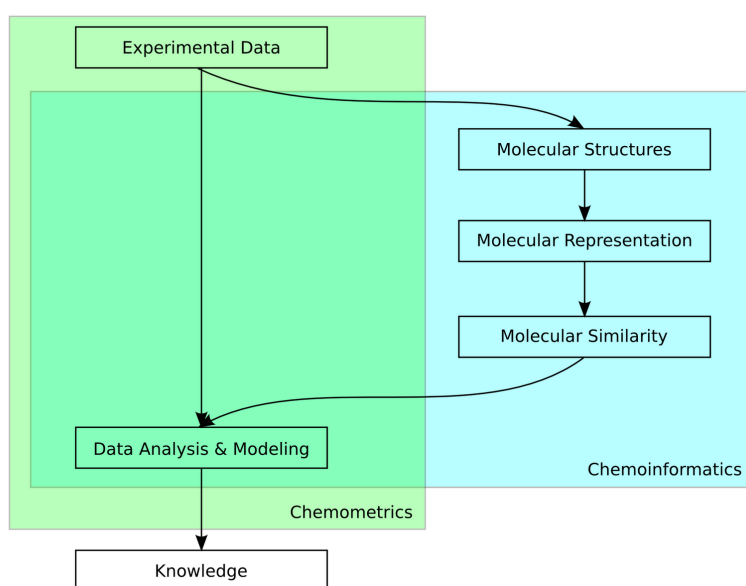 Experimental Data
Molecular Structures
Molecular Representation
Molecular Similarity
Data Analysis & Modeling
Chemoinformatics
Chemometrics
Knowledge